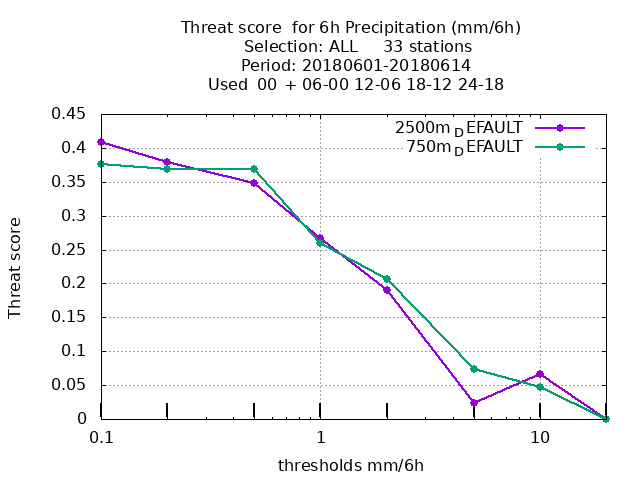 Threat score  for 6h Precipitation (mm/6h)
Selection: ALL     33 stations
Period: 20180601-20180614
Used  00  + 06-00 12-06 18-12 24-18
0.45
0.4
0.35
0.3
0.25
0.2
0.15
0.1
0.05
0
2500m_DEFAULT
750m_DEFAULT
Threat score
0.1 1 10
thresholds mm/6h